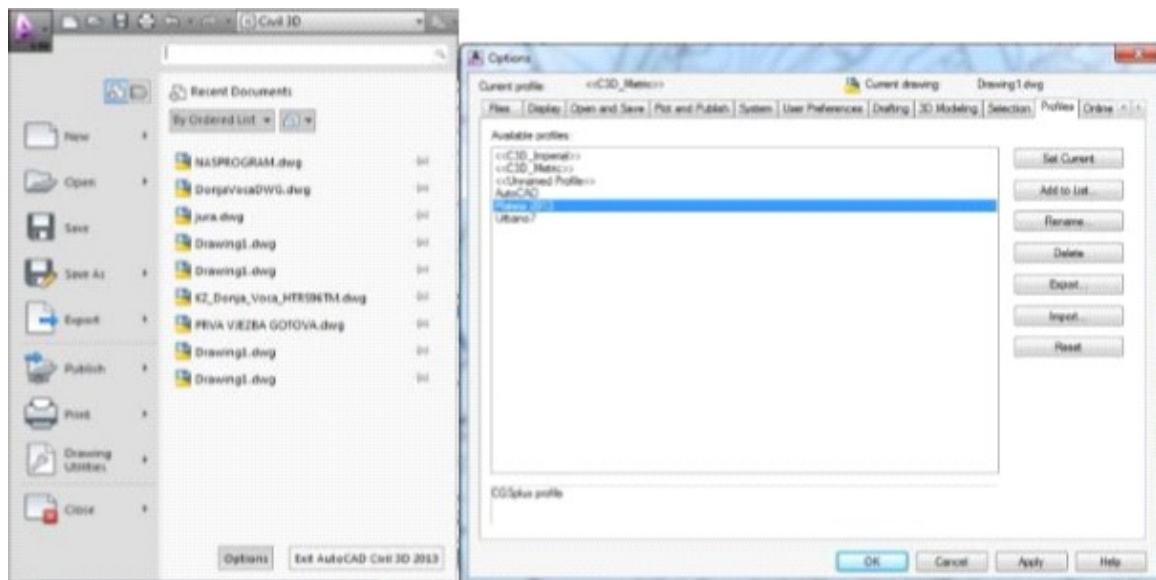 Civil 3D
Recent Documents
By Ordered List
New
Open
Save
Save As
Export
Publish
Print
Drawing
Utilities
Close
NASPROGRAM.dwg
DonjaVocaDWG.dwg
jura.dwg
Drawing1.dwg
Drawing1.dwg
KZ_Donja_Voca_HTRS96TM.dwg
PRVA VJEZBA GOTOVA.dwg
Drawing1.dwg
Drawing1.dwg
Options
Exit AutoCAD Civil 3D 2013
Options
Current profile: <<C3D_Metric>>
Current drawing: Drawing1.dwg
Files Display Open and Save Plot and Publish System User Preferences Drafting 3D Modeling Selection Profiles Online
Available profiles:
<<C3D_Imperial>>
<<C3D_Metric>>
<<Unnamed Profile>>
AutoCAD
2013
Urbano7
Set Current
Add to List...
Rename...
Delete
Export...
Import...
Reset
CGSplus profile
OK
Cancel
Apply
Help